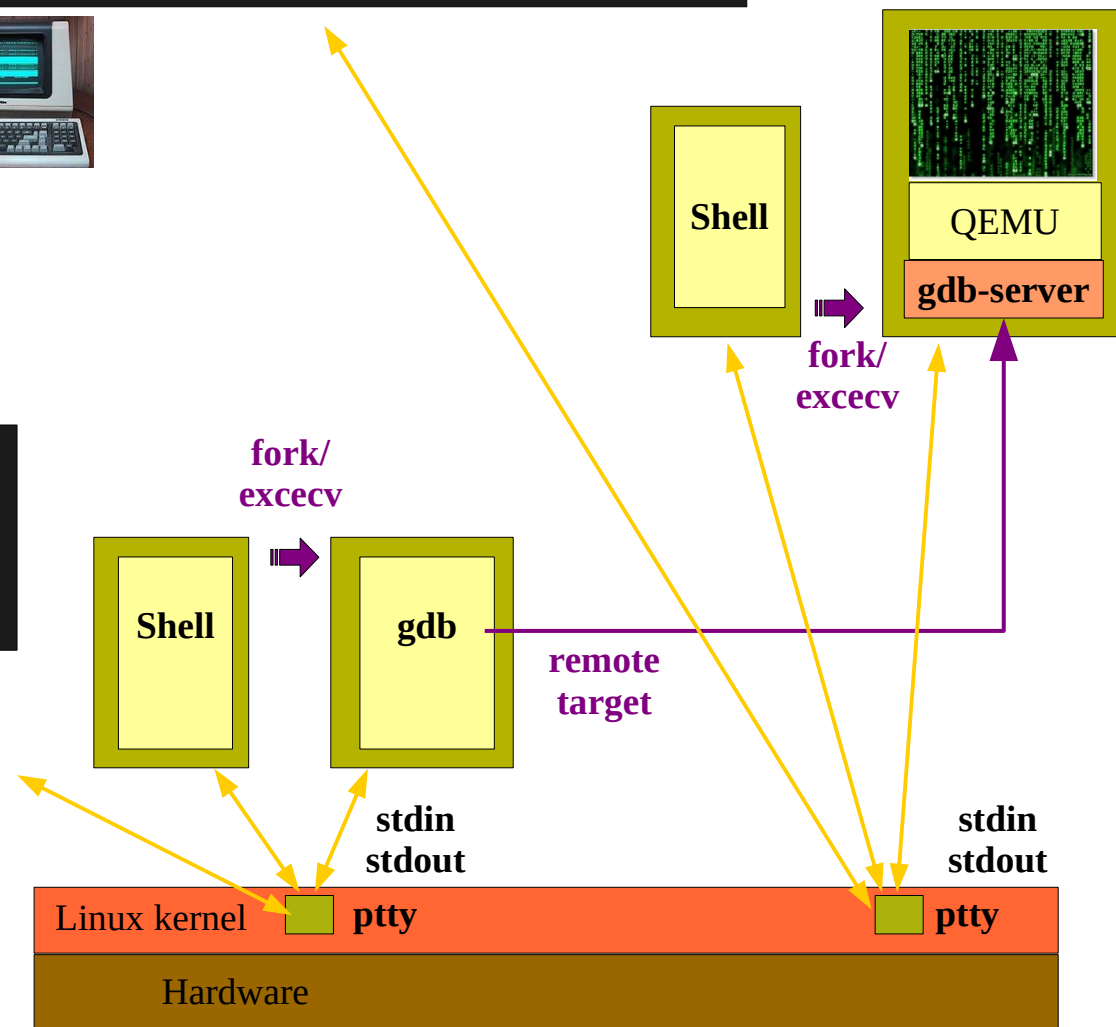 Shell
QEMU
gdb-server
fork/
excecv
fork/
excecv
Shell
gdb
remote
target
stdin
stdout
stdin
stdout
Linux kernel
ptty
ptty
Hardware